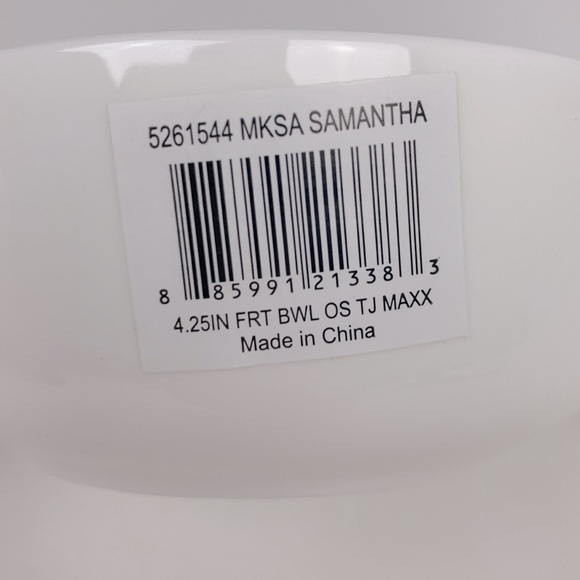 5261544 MKSA SAMANTHA
8 85991 21338 3
4.25IN FRT BWL OS TJ MAXX
Made in China